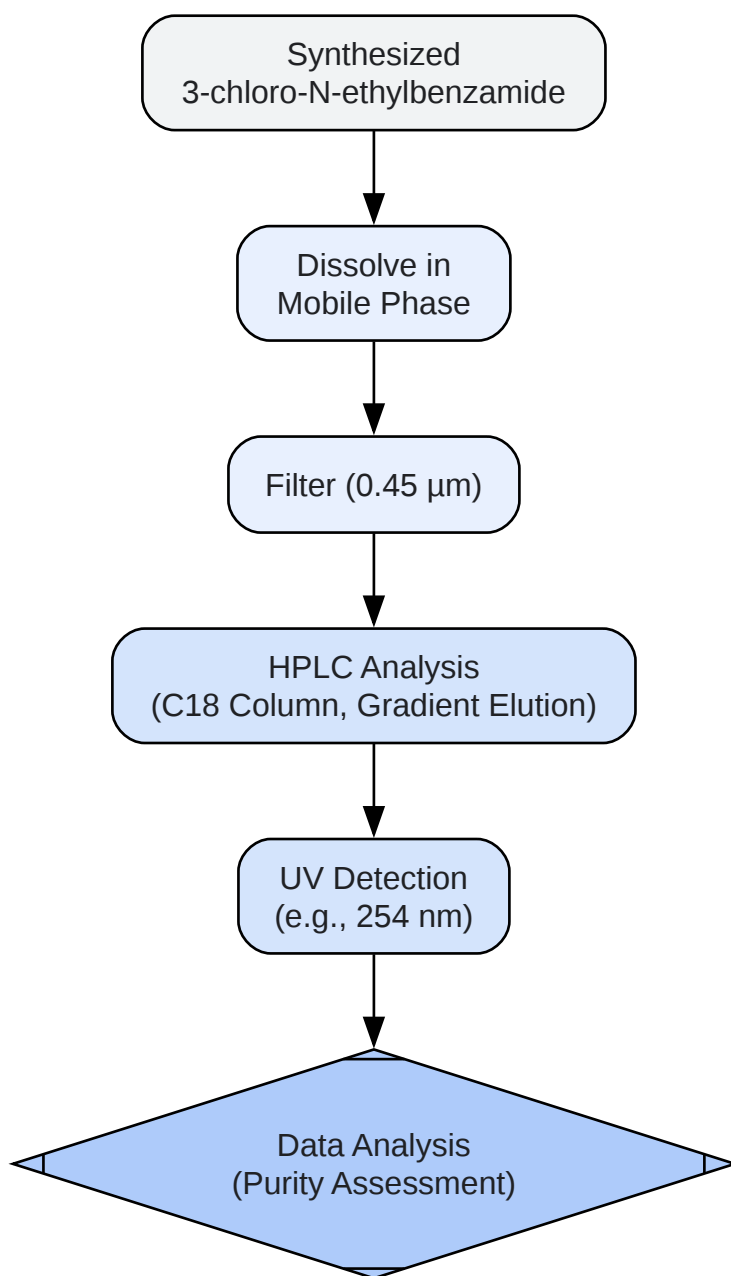 Synthesized
3-chloro-N-ethylbenzamide
Dissolve in
Mobile Phase
Filter (0.45 µm)
HPLC Analysis
(C18 Column, Gradient Elution)
UV Detection
(e.g., 254 nm)
Data Analysis
(Purity Assessment)